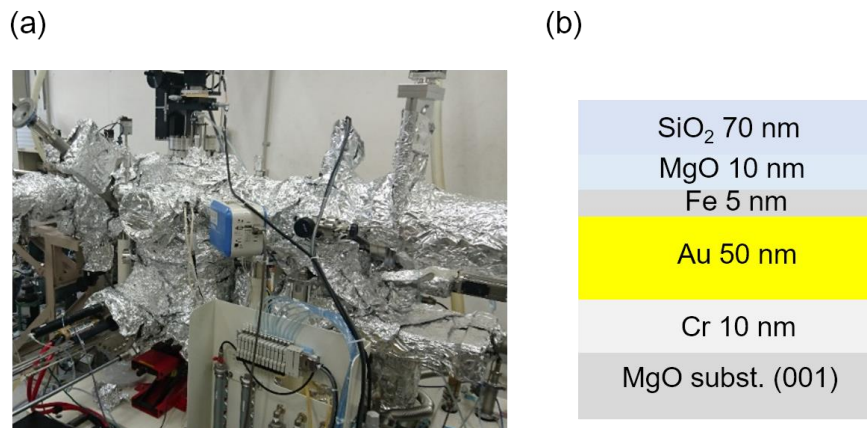 (a)
(b)
SiO₂ 70 nm
MgO 10 nm
Fe 5 nm
Au 50 nm
Cr 10 nm
MgO subst. (001)